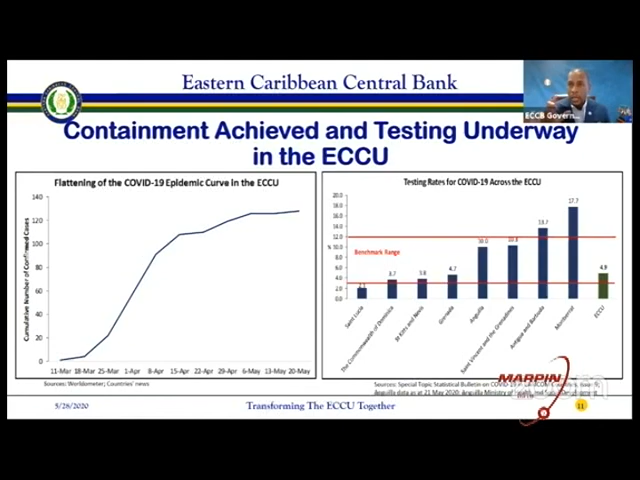 Eastern Caribbean Central Bank
ECCB Govern...
Containment Achieved and Testing Underway
in the ECCU
Flattening of the COVID-19 Epidemic Curve in the ECCU
Cumulative Number of Confirmed Cases
140
120
100
80
60
40
20
0
11-Mar 18-Mar 25-Mar 1-Apr 8-Apr 15-Apr 22-Apr 29-Apr 6-May 13-May 20-May
Sources: Worldometer; Countries' news
Testing Rates for COVID-19 Across the ECCU
%
20.0
18.0
16.0
14.0
12.0
10.0
8.0
6.0
4.0
2.0
0.0
Benchmark Range
3.7
3.8
4.7
10.0
13.7
17.7
4.9
Saint Lucia
The Commonwealth of Dominica
St Kitts and Nevis
Grenada
Anguilla
Saint Vincent and the Grenadines
Antigua and Barbuda
Montserrat
ECCU
Sources: Special Topic Statistical Bulletin on COVID-19
Anguilla data as at 21 May 2020: Anguilla Ministry of
MARPIN
5/28/2020
Transforming The ECCU Together
11